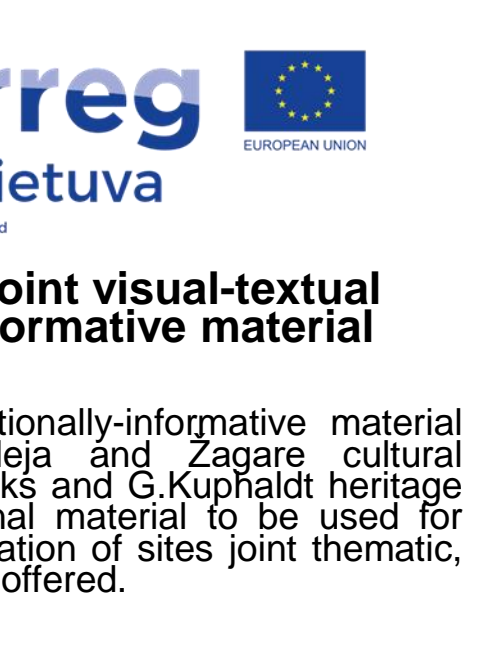 rreg
EUROPEAN UNION
ietuva
d
oint visual-textual
ormative material
tionally-informative material
leja and Žagare cultural
ks and G.Kuphaldt heritage
nal material to be used for
ation of sites joint thematic,
offered.